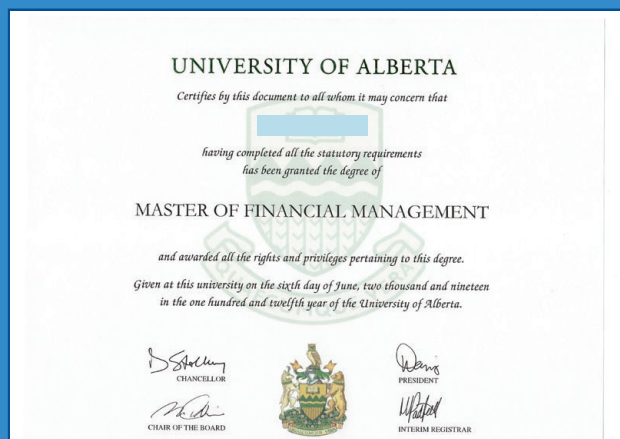 UNIVERSITY OF ALBERTA
Certifies by this document to all whom it may concern that
having completed all the statutory requirements
has been granted the degree of
MASTER OF FINANCIAL MANAGEMENT
and awarded all the rights and privileges pertaining to this degree.
Given at this university on the sixth day of June, two thousand and nineteen
in the one hundred and twelfth year of the University of Alberta.
CHANCELLOR
PRESIDENT
CHAIR OF THE BOARD
INTERIM REGISTRAR